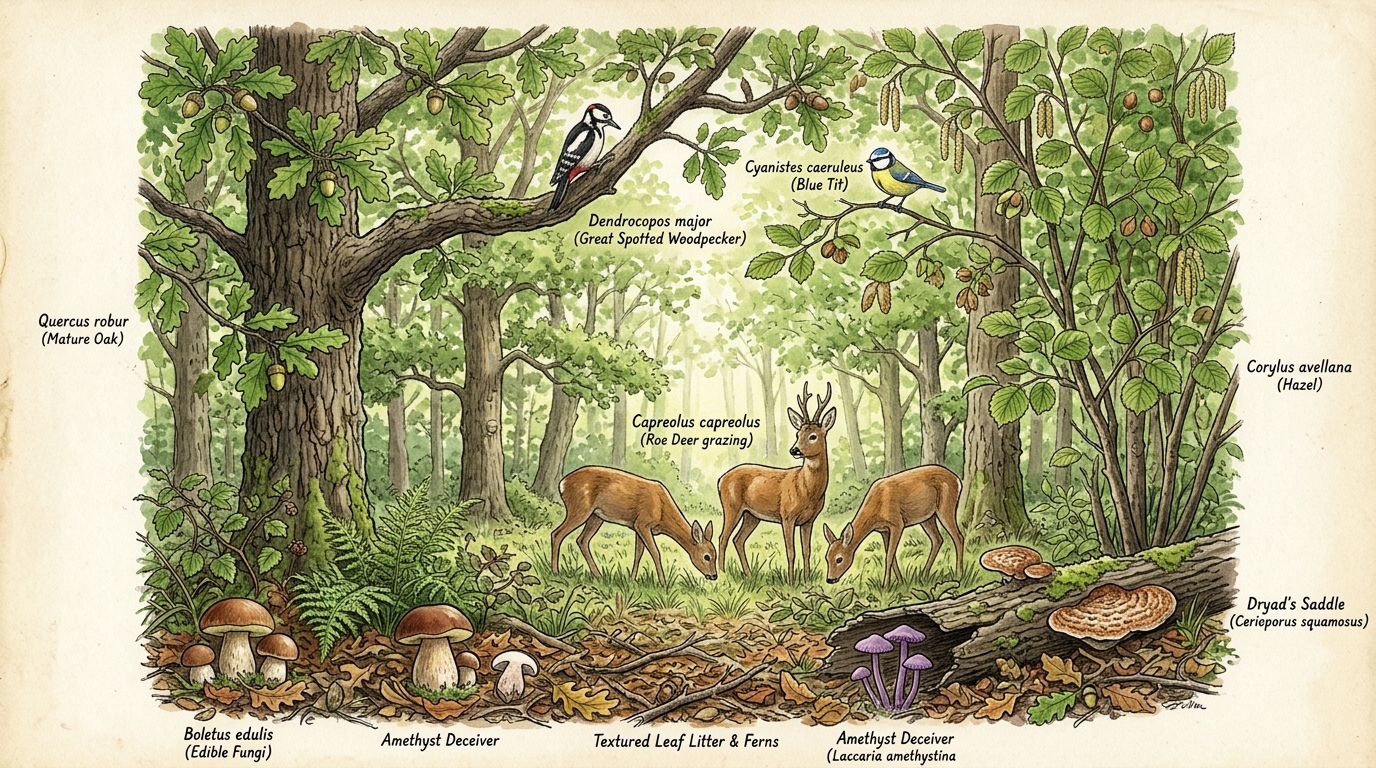 Cyanistes caeruleus
(Blue Tit)
Dendrocopos major
(Great Spotted Woodpecker)
Quercus robur
(Mature Oak)
Corylus avellana
(Hazel)
Capreolus capreolus
(Roe Deer grazing)
Dryad's Saddle
(Cerieporus squamosus)
Boletus edulis
(Edible Fungi)
Amethyst Deceiver
Textured Leaf Litter & Ferns
Amethyst Deceiver
(Laccaria amethystina